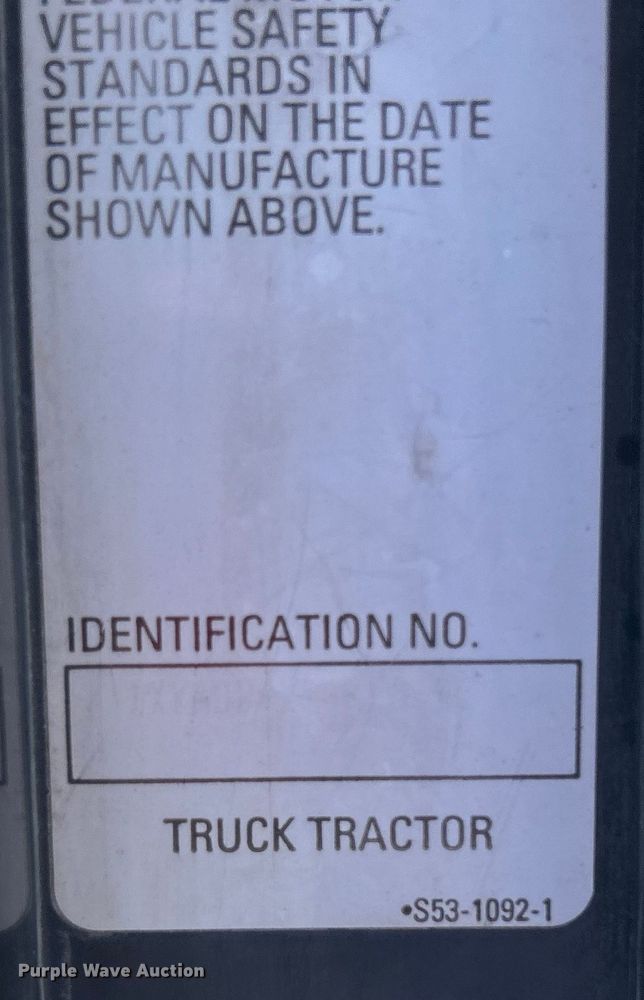 VEHICLE SAFETY
STANDARDS IN
EFFECT ON THE DATE
OF MANUFACTURE
SHOWN ABOVE.
IDENTIFICATION NO.
TRUCK TRACTOR
•S53-1092-1
Purple Wave Auction